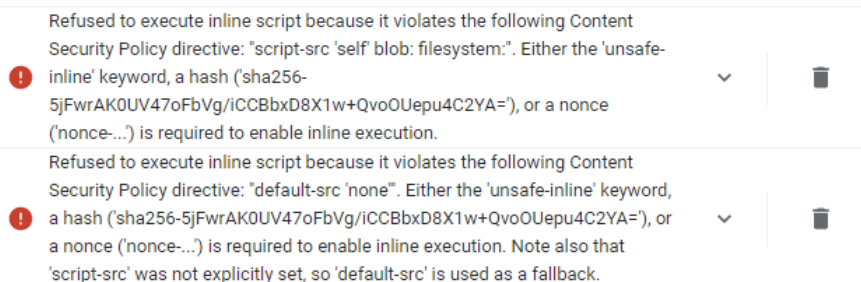 Refused to execute inline script because it violates the following Content
Security Policy directive: "script-src 'self' blob: filesystem:". Either the 'unsafe-
inline' keyword, a hash ('sha256-
5jFwrAK0UV47oFbVg/iCCBbxD8X1w+QvoOUepu4C2YA='), or a nonce
('nonce-...') is required to enable inline execution.
Refused to execute inline script because it violates the following Content
Security Policy directive: "default-src 'none'". Either the 'unsafe-inline' keyword,
a hash ('sha256-5jFwrAK0UV47oFbVg/iCCBbxD8X1w+QvoOUepu4C2YA='), or
a nonce ('nonce-...') is required to enable inline execution. Note also that
'script-src' was not explicitly set, so 'default-src' is used as a fallback.